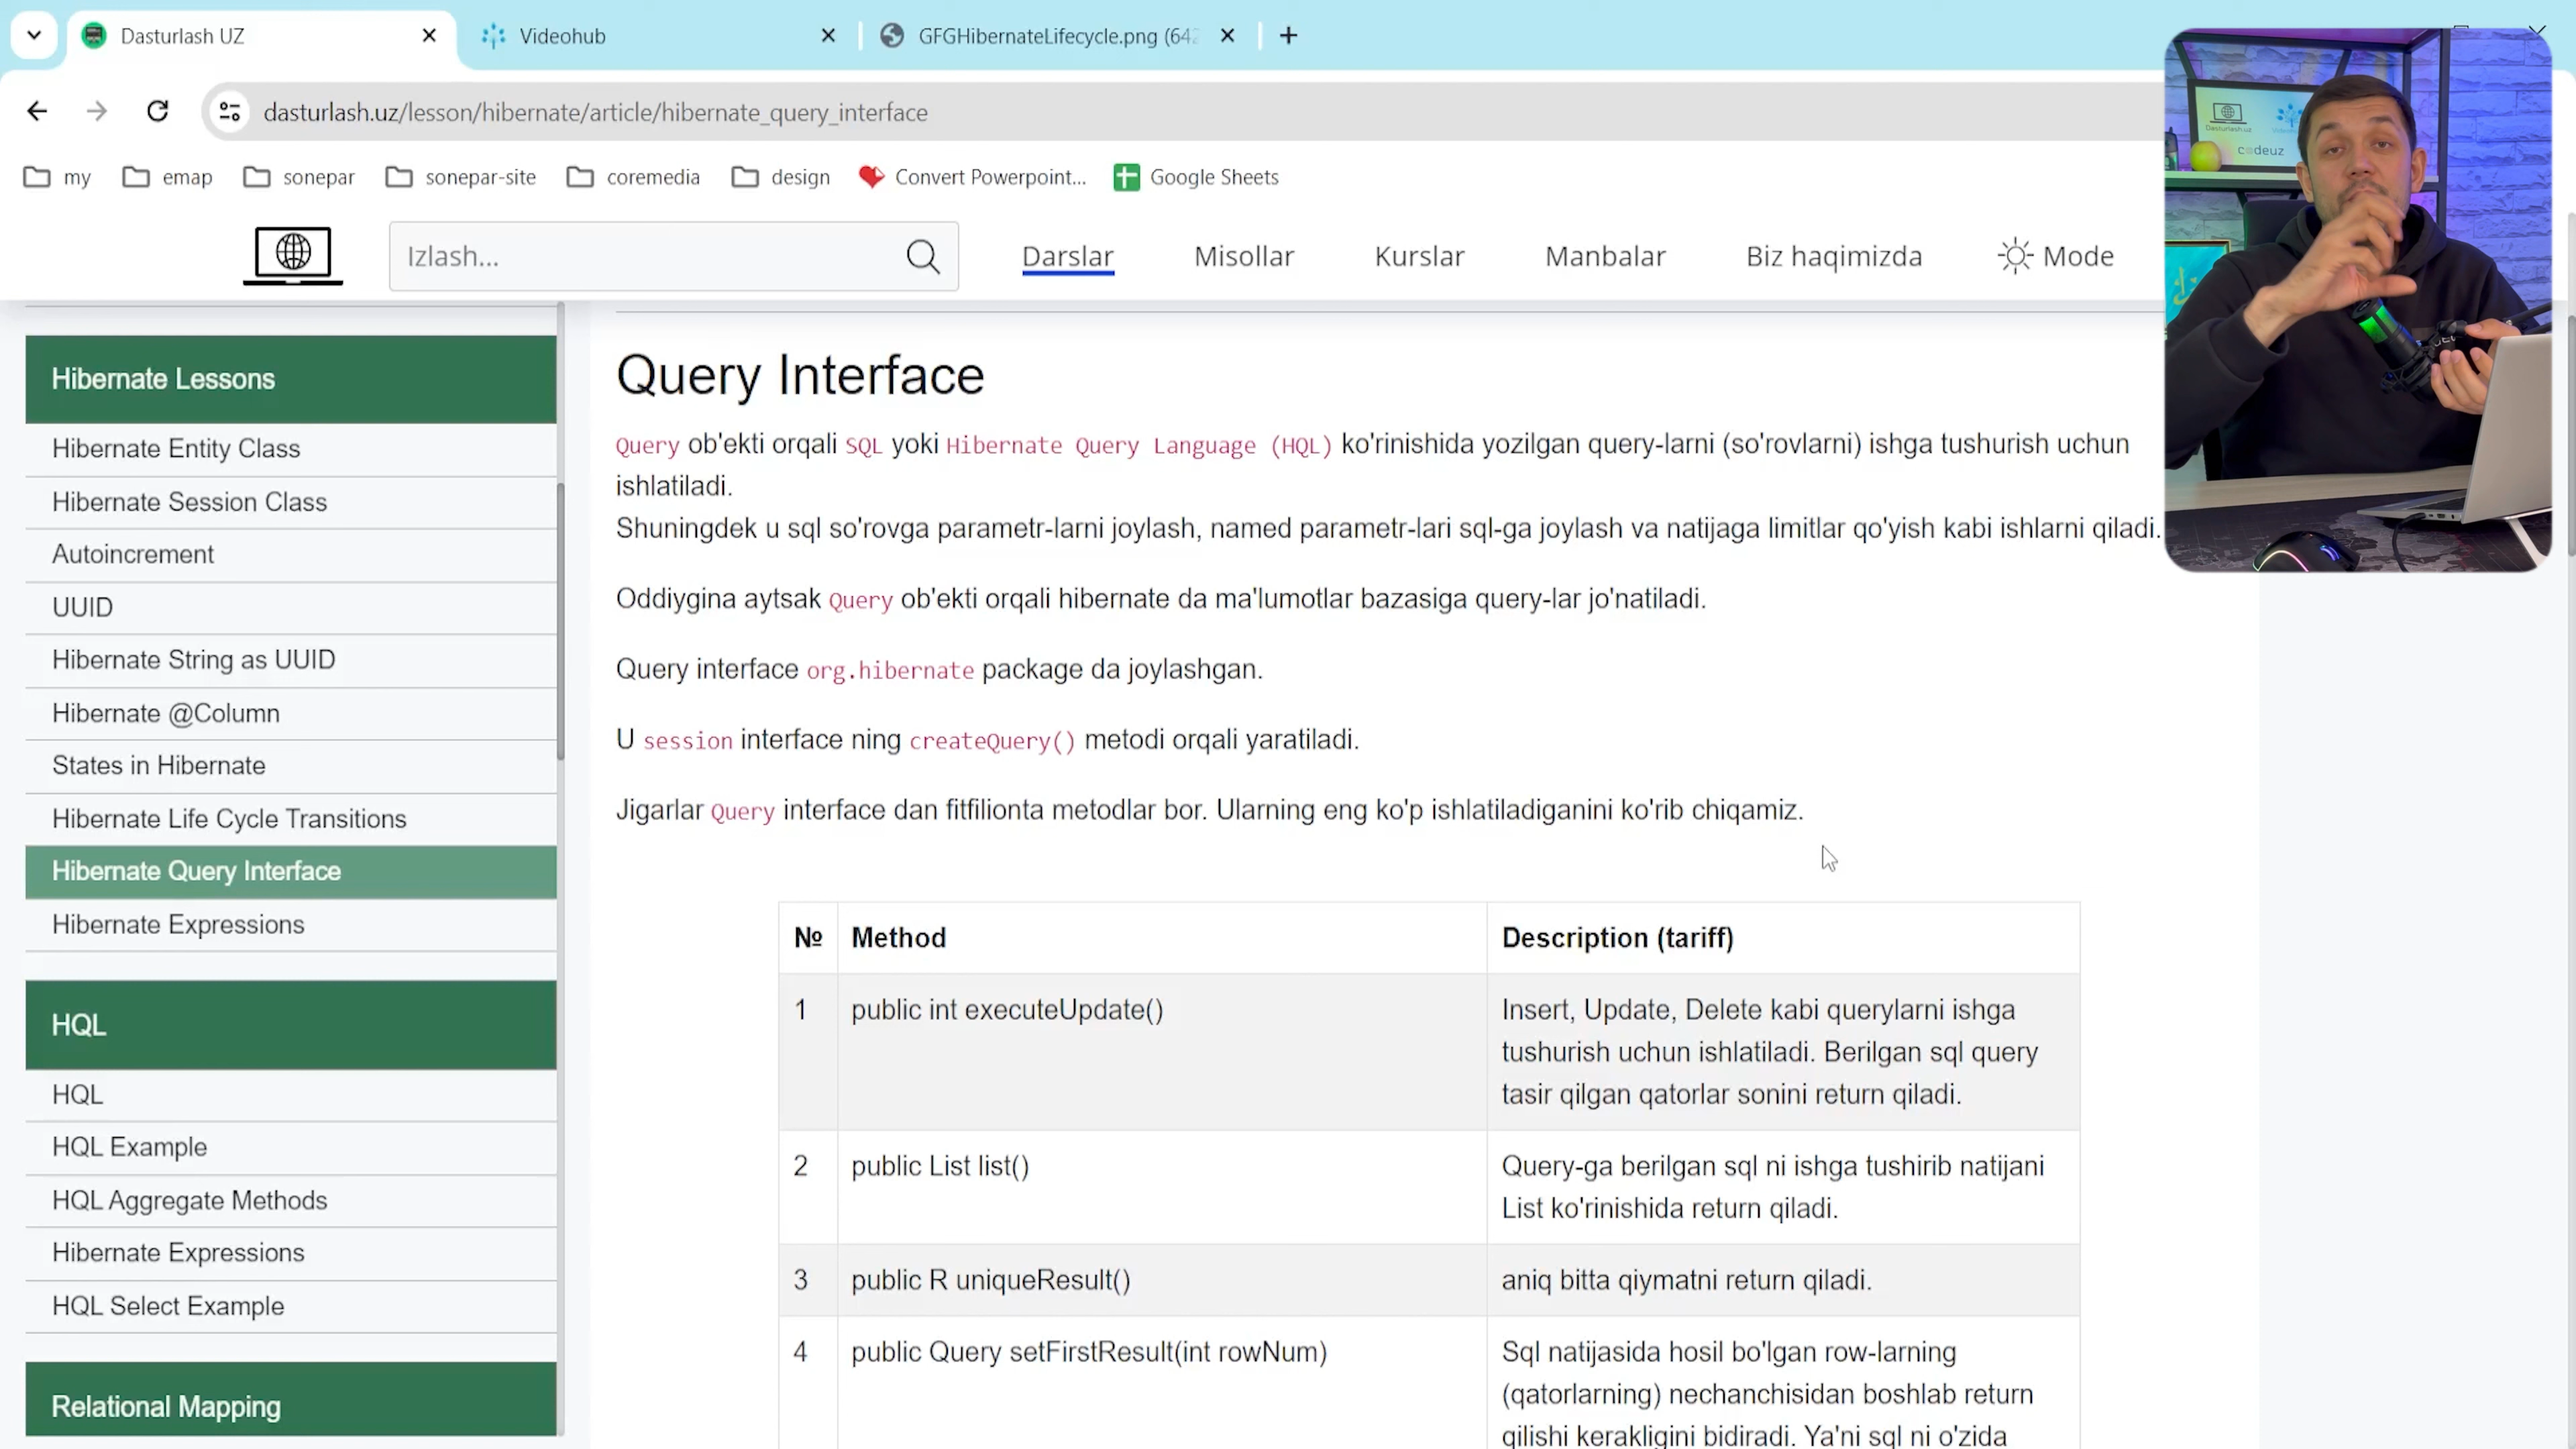 Dasturlash UZ
Videohub
GFGHibernateLifecycle.png (642
dasturlash.uz/lesson/hibernate/article/hibernate_query_interface
my
emap
sonepar
sonepar-site
coremedia
design
Convert Powerpoint...
Google Sheets
Izlash...
Darslar
Misollar
Kurslar
Manbalar
Biz haqimizda
Mode
Dasturlash.uz
codeuz
Hibernate Lessons
Hibernate Entity Class
Hibernate Session Class
Autoincrement
UUID
Hibernate String as UUID
Hibernate @Column
States in Hibernate
Hibernate Life Cycle Transitions
Hibernate Query Interface
Hibernate Expressions
HQL
HQL
HQL Example
HQL Aggregate Methods
Hibernate Expressions
HQL Select Example
Relational Mapping
Query Interface
Query ob'ekti orqali SQL yoki Hibernate Query Language (HQL) ko'rinishida yozilgan query-larni (so'rovlarni) ishga tushurish uchun
ishlatiladi.
Shuningdek u sql so'rovga parametr-larni joylash, named parametr-lari sql-ga joylash va natijaga limitlar qo'yish kabi ishlarni qiladi.
Oddiygina aytsak Query ob'ekti orqali hibernate da ma'lumotlar bazasiga query-lar jo'natiladi.
Query interface org.hibernate package da joylashgan.
U session interface ning createQuery() metodi orqali yaratiladi.
Jigarlar Query interface dan fitfilionta metodlar bor. Ularning eng ko'p ishlatiladiganini ko'rib chiqamiz.
№ Method Description (tariff)
1 public int executeUpdate() Insert, Update, Delete kabi querylarni ishga
tushurish uchun ishlatiladi. Berilgan sql query
tasir qilgan qatorlar sonini return qiladi.
2 public List list() Query-ga berilgan sql ni ishga tushirib natijani
List ko'rinishida return qiladi.
3 public R uniqueResult() aniq bitta qiymatni return qiladi.
4 public Query setFirstResult(int rowNum) Sql natijasida hosil bo'lgan row-larning
(qatorlarning) nechanchisidan boshlab return
qilishi kerakligini bidiradi. Ya'ni sql ni o'zida